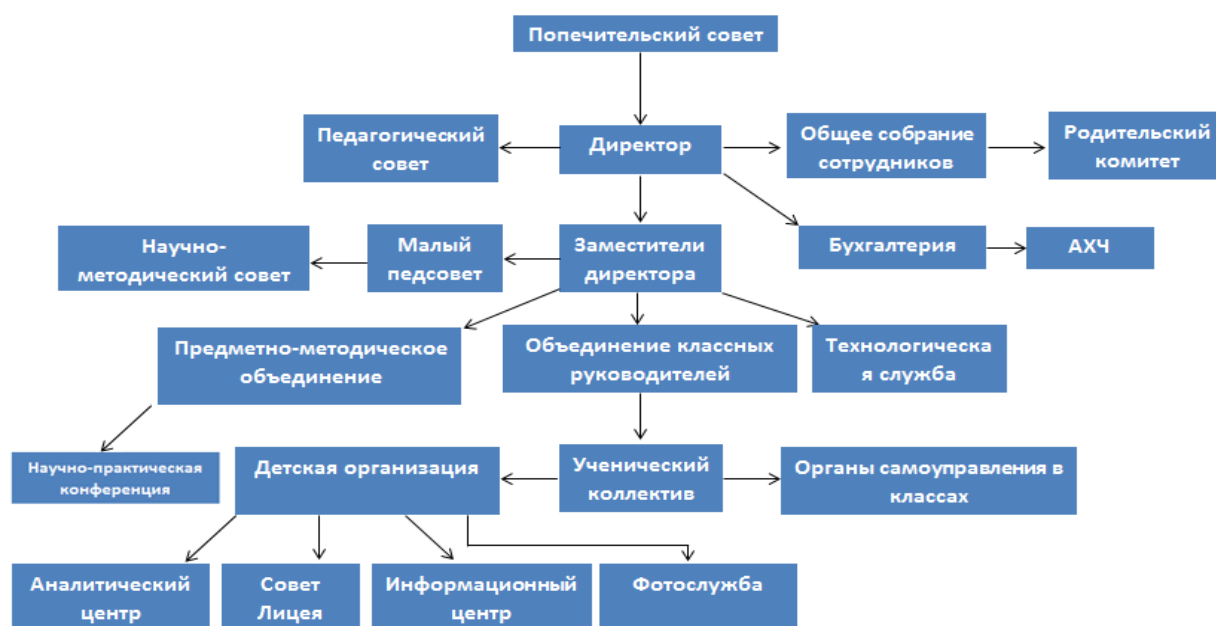 Попечительский совет
Педагогический
совет
Директор
Общее собрание
сотрудников
Родительский
комитет
Научно-
методический совет
Малый
педсовет
Заместители
директора
Бухгалтерия
АХЧ
Предметно-методическое
объединение
Объединение классных
руководителей
Технологическа
я служба
Научно-практическая
конференция
Детская организация
Ученический
коллектив
Органы самоуправления в
классах
Аналитический
центр
Совет
Лицея
Информационный
центр
Фотослужба